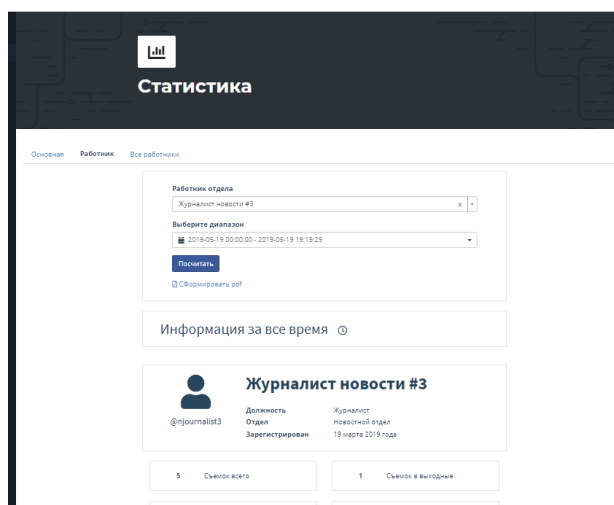 Статистика
Основная Работник Все работники
Работник отдела
Журналист новости #3
Выберите диапазон
2019-05-19 00:00:00 - 2019-05-19 19:19:29
Посчитать
СФормировать pdf
Информация за все время
Журналист новости #3
@njournalist3
Должность Журналист
Отдел Новостной отдел
Зарегистрирован 19 марта 2019 года
5 Съемок всего 1 Съемок в выходные